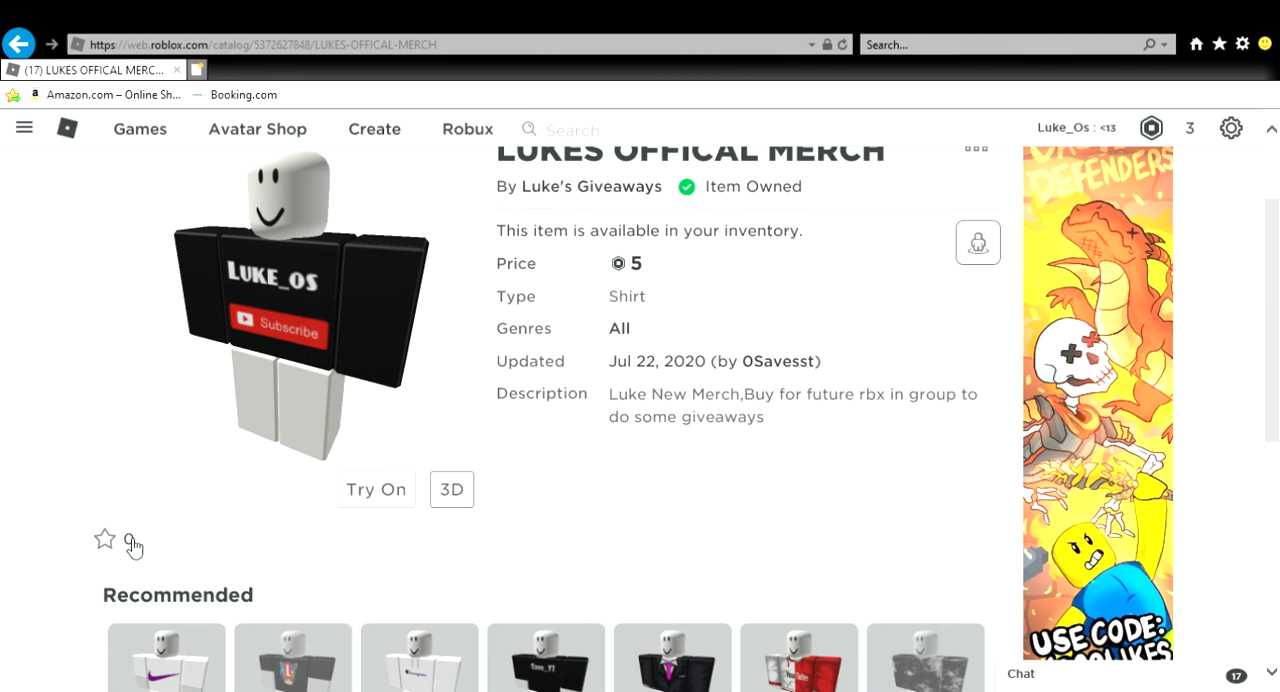 https://web.roblox.com/catalog/5372627848/LUKES-OFFICAL-MERCH
Search...
(17) LUKES OFFICAL MERC...
Amazon.com – Online Sh...
Booking.com
Games
Avatar Shop
Create
Robux
Search
Luke_Os : <13
3
LUKES OFFICAL MERCH
By Luke's Giveaways
Item Owned
This item is available in your inventory.
Price 5
Type Shirt
Genres All
Updated Jul 22, 2020 (by 0Savesst)
Description Luke New Merch,Buy for future rbx in group to
do some giveaways
LUKE_OS
Subscribe
Try On
3D
0
Recommended
DEFENDERS
USE CODE:
Chat
17